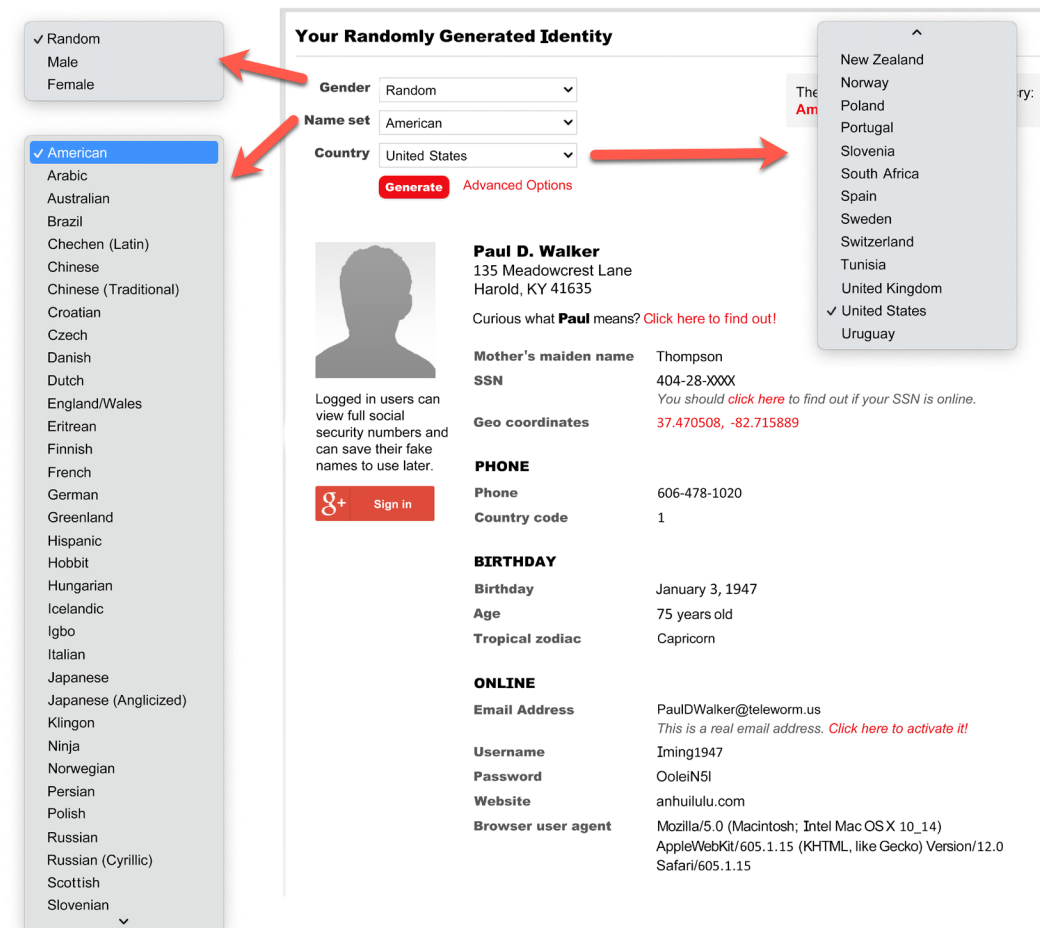 ✓ Random
Male
Female
✓ American
Arabic
Australian
Brazil
Chechen (Latin)
Chinese
Chinese (Traditional)
Croatian
Czech
Danish
Dutch
England/Wales
Eritrean
Finnish
French
German
Greenland
Hispanic
Hobbit
Hungarian
Icelandic
Igbo
Italian
Japanese
Japanese (Anglicized)
Klingon
Ninja
Norwegian
Persian
Polish
Russian
Russian (Cyrillic)
Scottish
Slovenian
Your Randomly Generated Identity
Gender Random
Name set American
Country United States
Generate Advanced Options
The
Am
ry:
New Zealand
Norway
Poland
Portugal
Slovenia
South Africa
Spain
Sweden
Switzerland
Tunisia
United Kingdom
✓ United States
Uruguay
Logged in users can
view full social
security numbers and
can save their fake
names to use later.
g+ Sign in
Paul D. Walker
135 Meadowcrest Lane
Harold, KY 41635
Curious what Paul means? Click here to find out!
Mother's maiden name Thompson
SSN 404-28-XXXX
You should click here to find out if your SSN is online.
Geo coordinates 37.470508, -82.715889
PHONE
Phone 606-478-1020
Country code 1
BIRTHDAY
Birthday January 3, 1947
Age 75 years old
Tropical zodiac Capricorn
ONLINE
Email Address PaulDWalker@teleworm.us
This is a real email address. Click here to activate it!
Username Iming1947
Password OoleiN5l
Website anhuilulu.com
Browser user agent Mozilla/5.0 (Macintosh; Intel Mac OS X 10_14)
AppleWebKit/605.1.15 (KHTML, like Gecko) Version/12.0
Safari/605.1.15